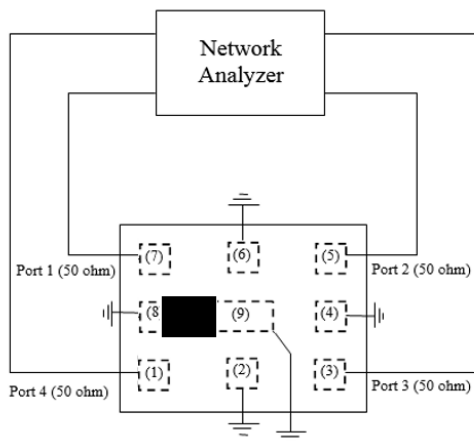 Network
Analyzer
(7) (6) (5)
Port 1 (50 ohm) Port 2 (50 ohm)
(8 (9) (4)
(1) (2) (3)
Port 4 (50 ohm) Port 3 (50 ohm)